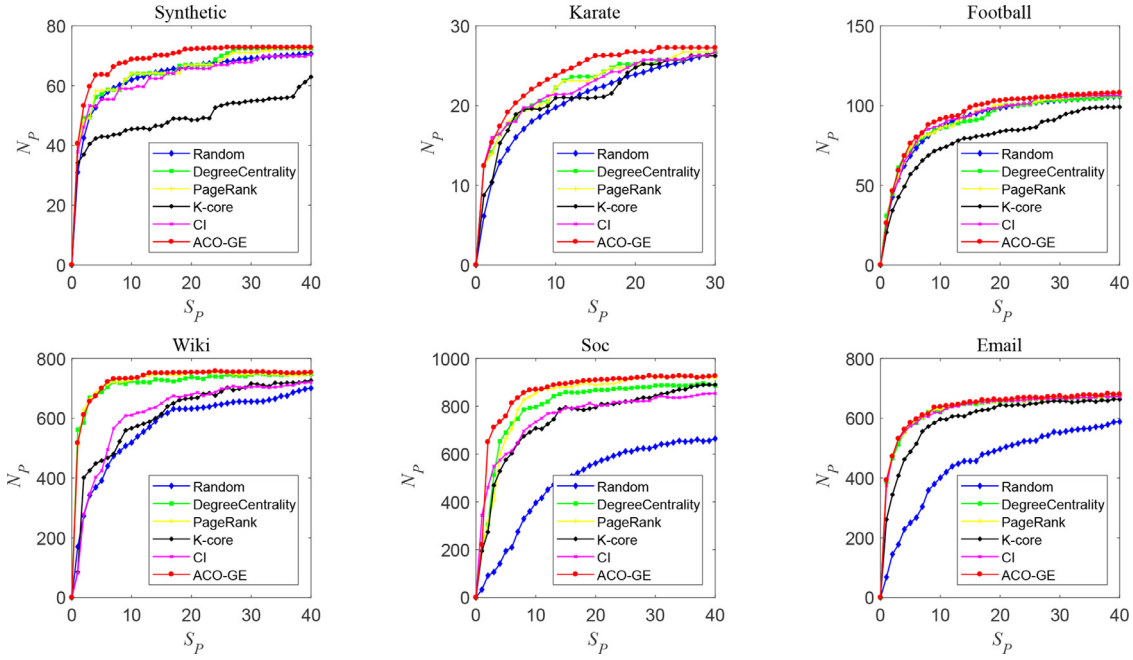 Synthetic
80
60
40
20
0
N_P
0 10 20 30 40
S_P
Random
DegreeCentrality
PageRank
K-core
CI
ACO-GE
Karate
30
20
10
0
N_P
0 5 10 15 20 25 30
S_P
Random
DegreeCentrality
PageRank
K-core
CI
ACO-GE
Football
150
100
50
0
N_P
0 10 20 30 40
S_P
Random
DegreeCentrality
PageRank
K-core
CI
ACO-GE
Wiki
800
600
400
200
0
N_P
0 10 20 30 40
S_P
Random
DegreeCentrality
PageRank
K-core
CI
ACO-GE
Soc
1000
800
600
400
200
0
N_P
0 10 20 30 40
S_P
Random
DegreeCentrality
PageRank
K-core
CI
ACO-GE
Email
800
600
400
200
0
N_P
0 10 20 30 40
S_P
Random
DegreeCentrality
PageRank
K-core
CI
ACO-GE